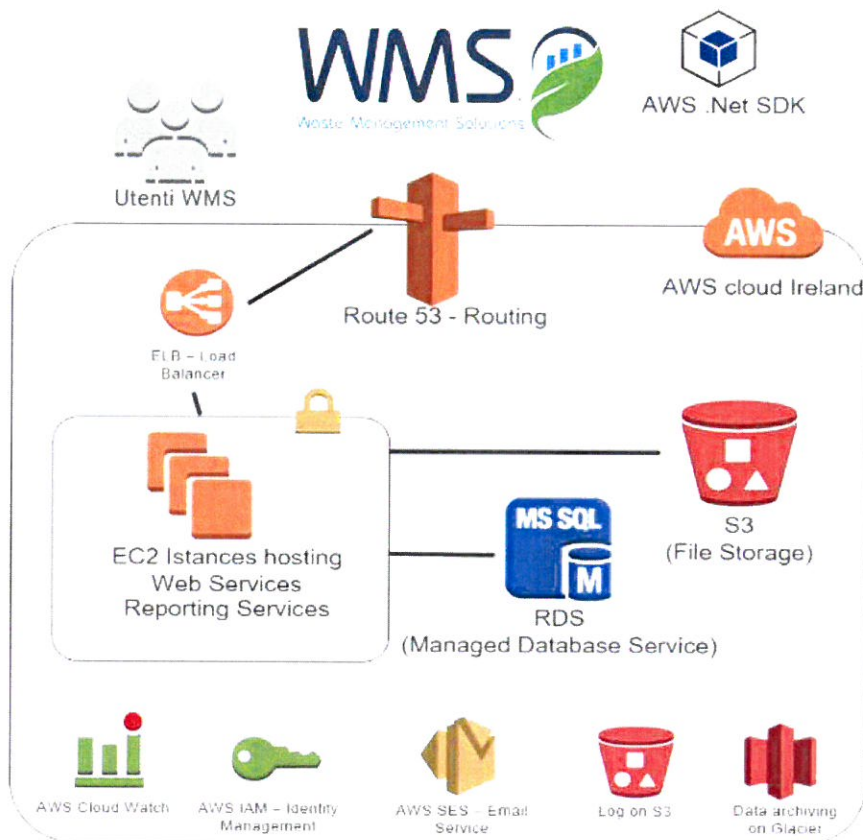 WMS
Waste Management Solutions
AWS .Net SDK
Utenti WMS
AWS
AWS cloud Ireland
Route 53 - Routing
ELB – Load
Balancer
EC2 Istances hosting
Web Services
Reporting Services
MS SQL
M
RDS
(Managed Database Service)
S3
(File Storage)
AWS Cloud Watch
AWS IAM – Identity
Management
AWS SES – Email
Service
Log on S3
Data archiving
on Glacier